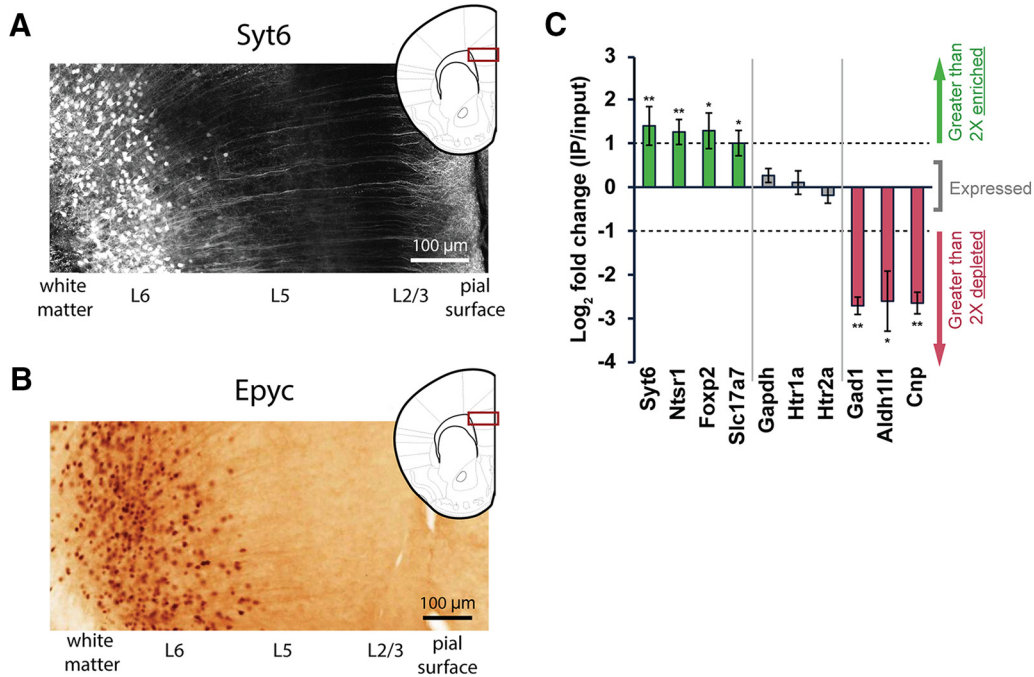 A
Syt6
100 µm
white
matter
L6
L5
L2/3
pial
surface
B
Epyc
100 µm
white
matter
L6
L5
L2/3
pial
surface
C
Log2 fold change (IP/input)
3
2
1
0
-1
-2
-3
-4
**
**
*
*
**
*
**
Syt6
Ntsr1
Foxp2
Slc17a7
Gapdh
Htr1a
Htr2a
Gad1
Aldh1l1
Cnp
Greater than
2X enriched
Expressed
Greater than
2X depleted